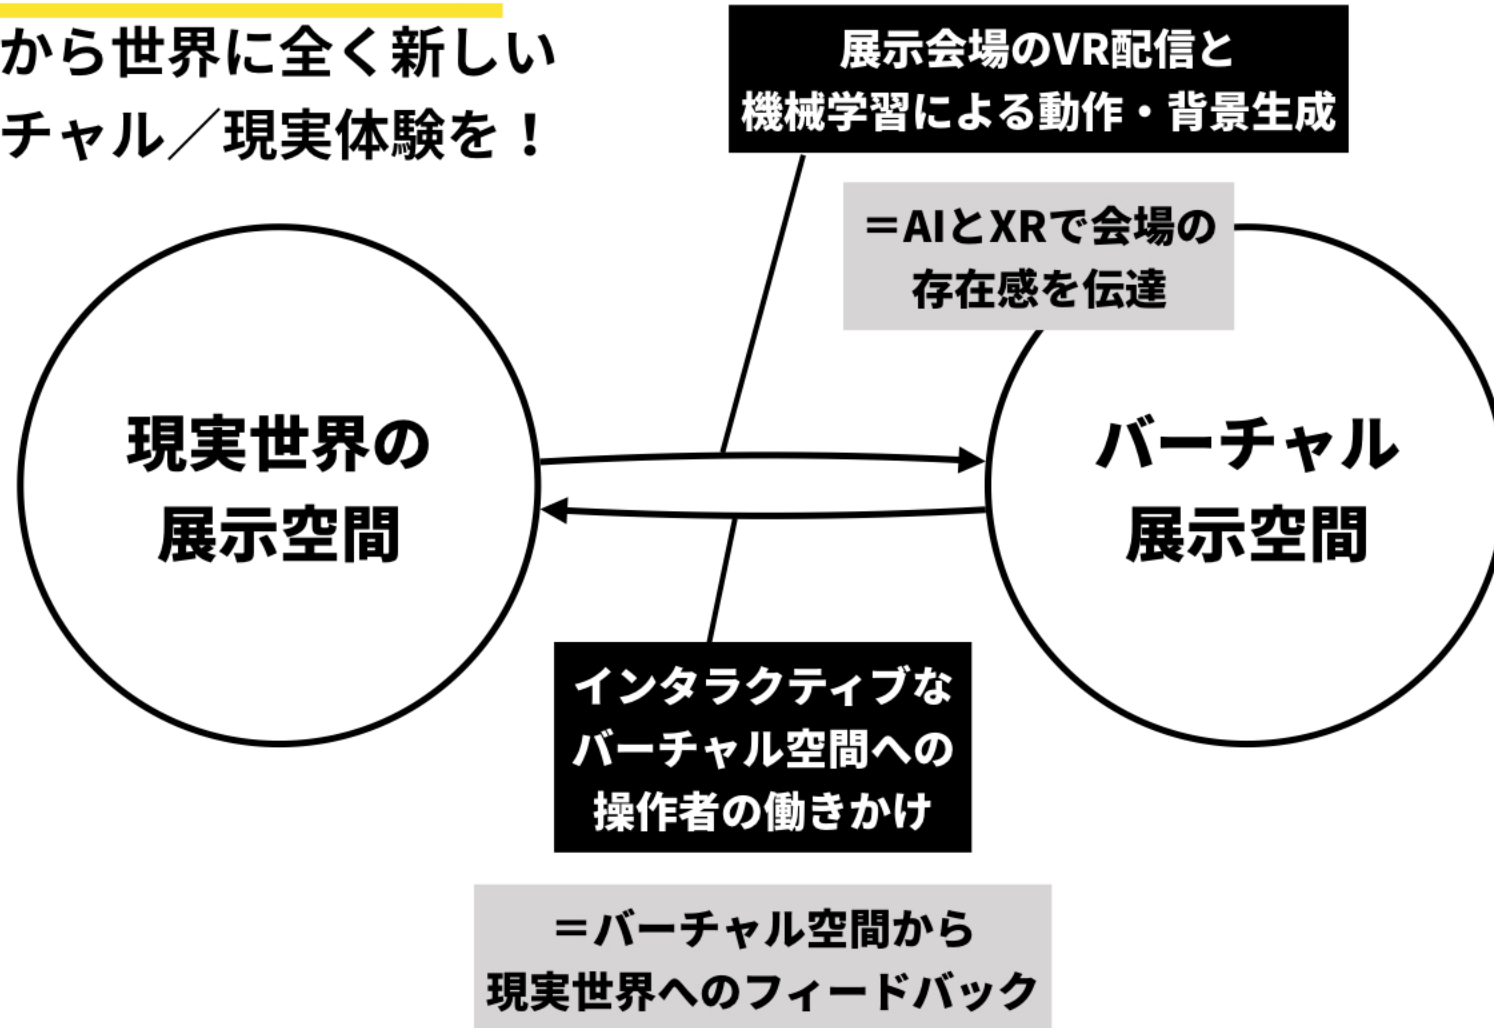 から世界に全く新しい
チャル／現実体験を！
展示会場のVR配信と
機械学習による動作・背景生成
＝AIとXRで会場の
存在感を伝達
現実世界の
展示空間
バーチャル
展示空間
インタラクティブな
バーチャル空間への
操作者の働きかけ
＝バーチャル空間から
現実世界へのフィードバック